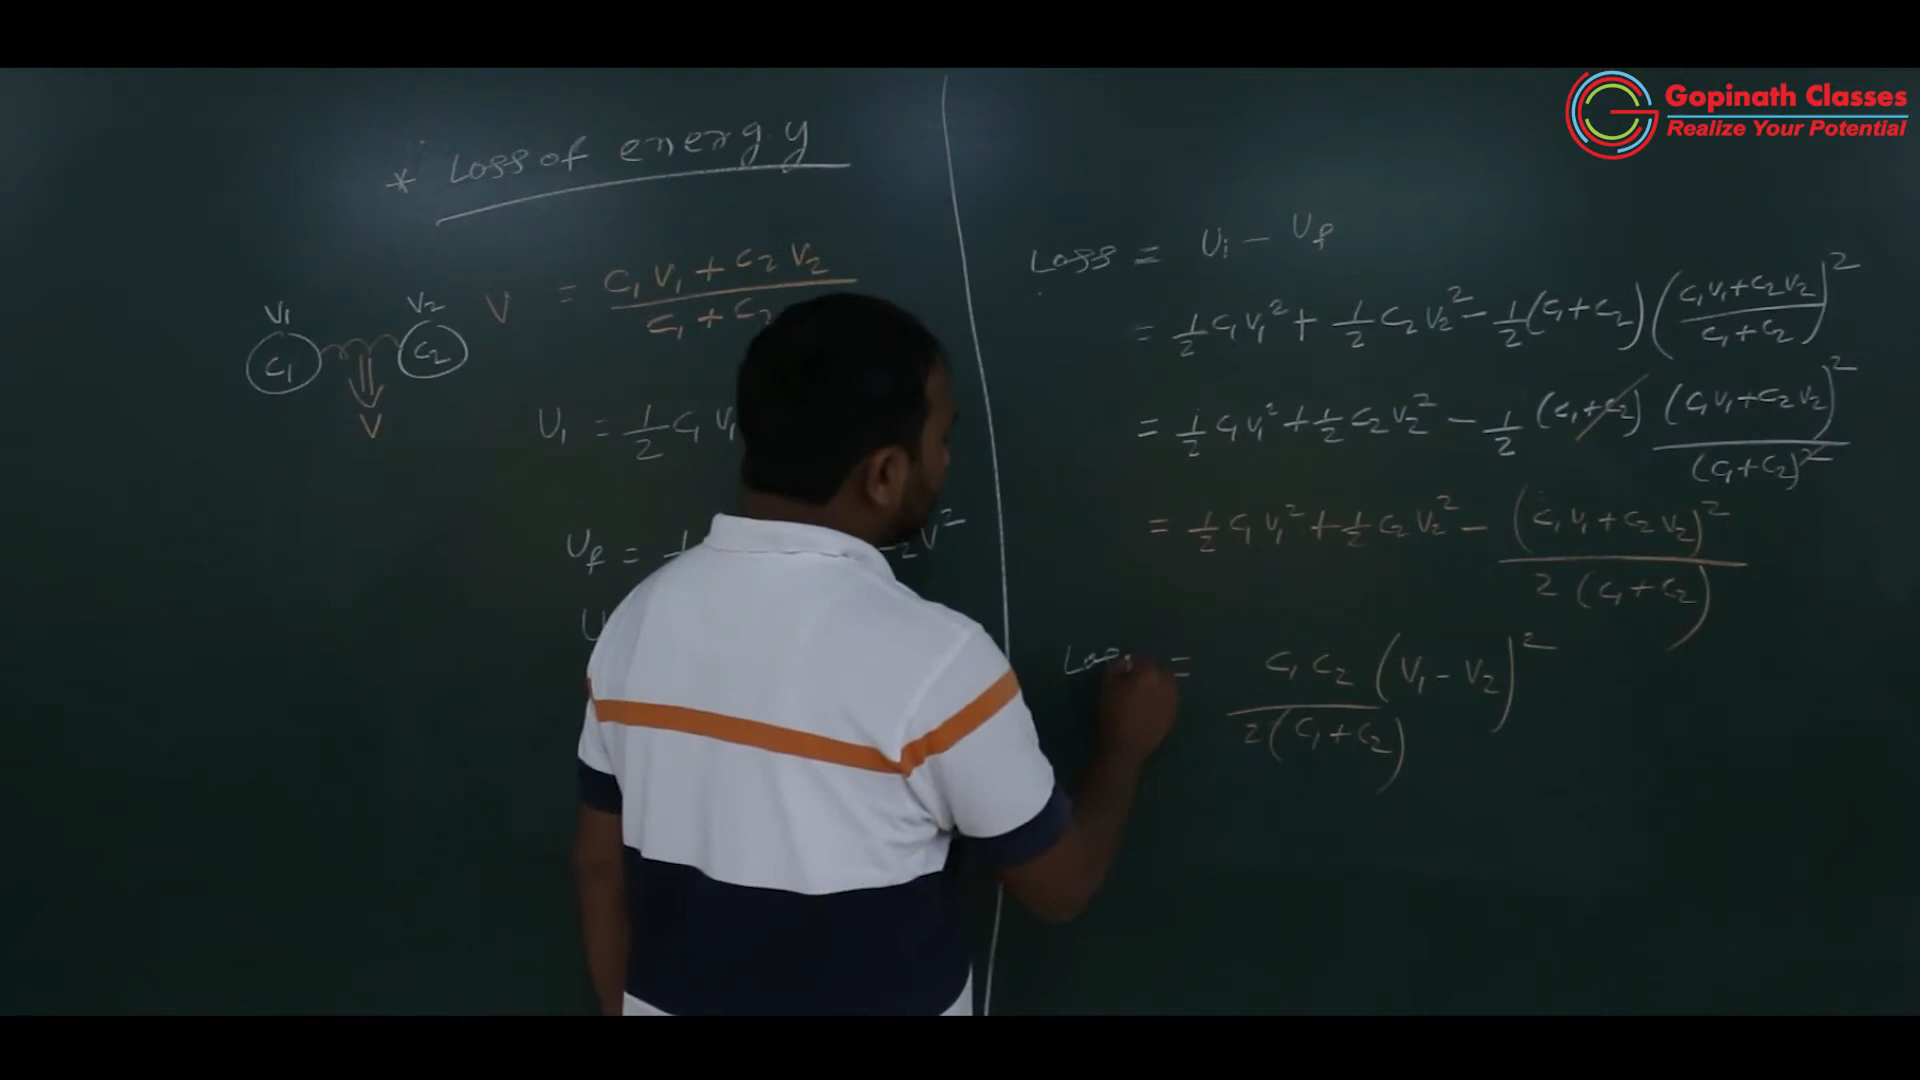 Gopinath Classes
Realize Your Potential
* Loss of energy
V = C₁V₁ + C₂V₂ / C₁ + C₂
V₁ V₂
C₁ C₂
V
U₁ = 1/2 C₁ V₁
U_f =
U
Loss = Uᵢ - U_f
= 1/2 C₁V₁² + 1/2 C₂V₂² - 1/2 (C₁+C₂) (C₁V₁+C₂V₂ / C₁+C₂)²
= 1/2 C₁V₁² + 1/2 C₂V₂² - 1/2 (C₁+C₂) (C₁V₁+C₂V₂)² / (C₁+C₂)²
= 1/2 C₁V₁² + 1/2 C₂V₂² - (C₁V₁+C₂V₂)² / 2(C₁+C₂)
Loss = C₁C₂ / 2(C₁+C₂) (V₁-V₂)²